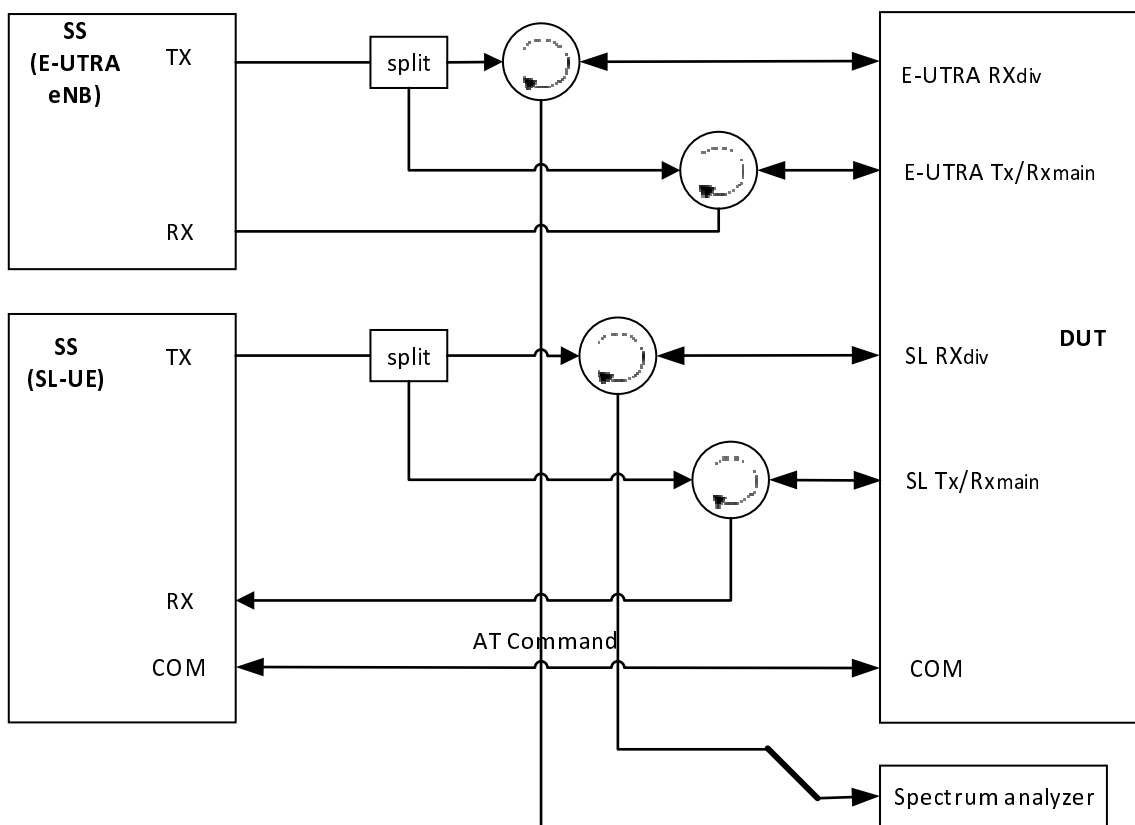 SS
(E-UTRA
eNB)
TX
RX
split
E-UTRA RXdiv
E-UTRA Tx/Rxmain
SS
(SL-UE)
TX
RX
COM
split
AT Command
SL RXdiv
SL Tx/Rxmain
DUT
COM
Spectrum analyzer